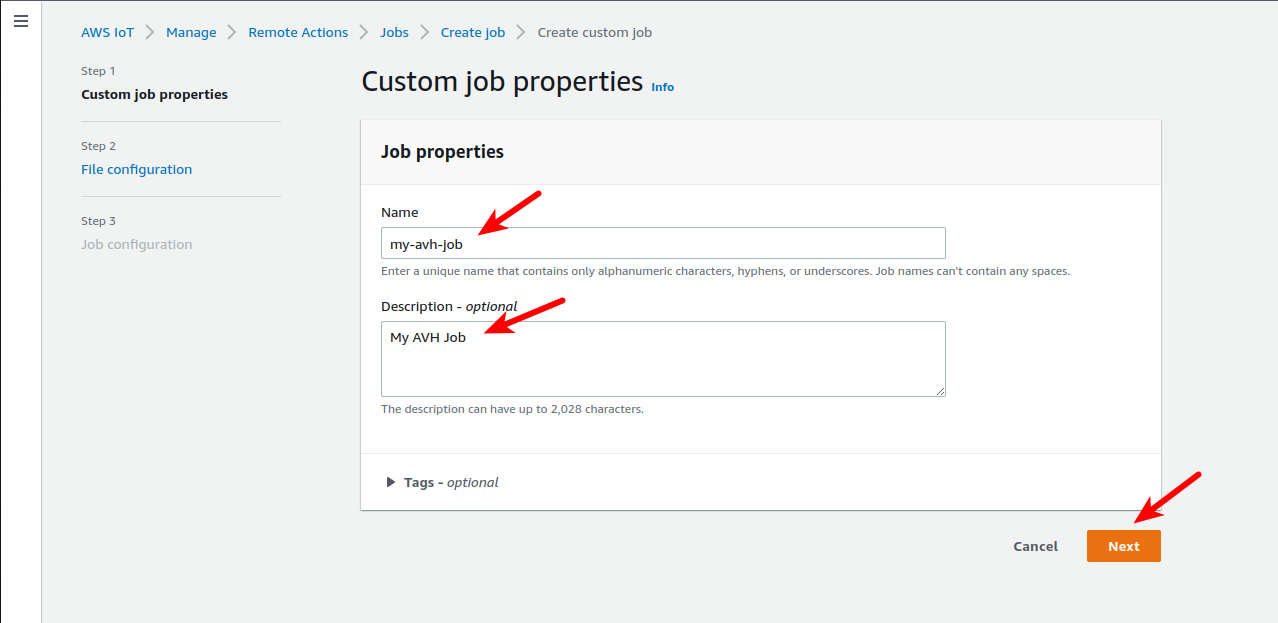 AWS IoT > Manage > Remote Actions > Jobs > Create job > Create custom job
Step 1
Custom job properties
Step 2
File configuration
Step 3
Job configuration
Custom job properties Info
Job properties
Name
my-avh-job
Enter a unique name that contains only alphanumeric characters, hyphens, or underscores. Job names can't contain any spaces.
Description - optional
My AVH Job
The description can have up to 2,028 characters.
Tags - optional
Cancel Next